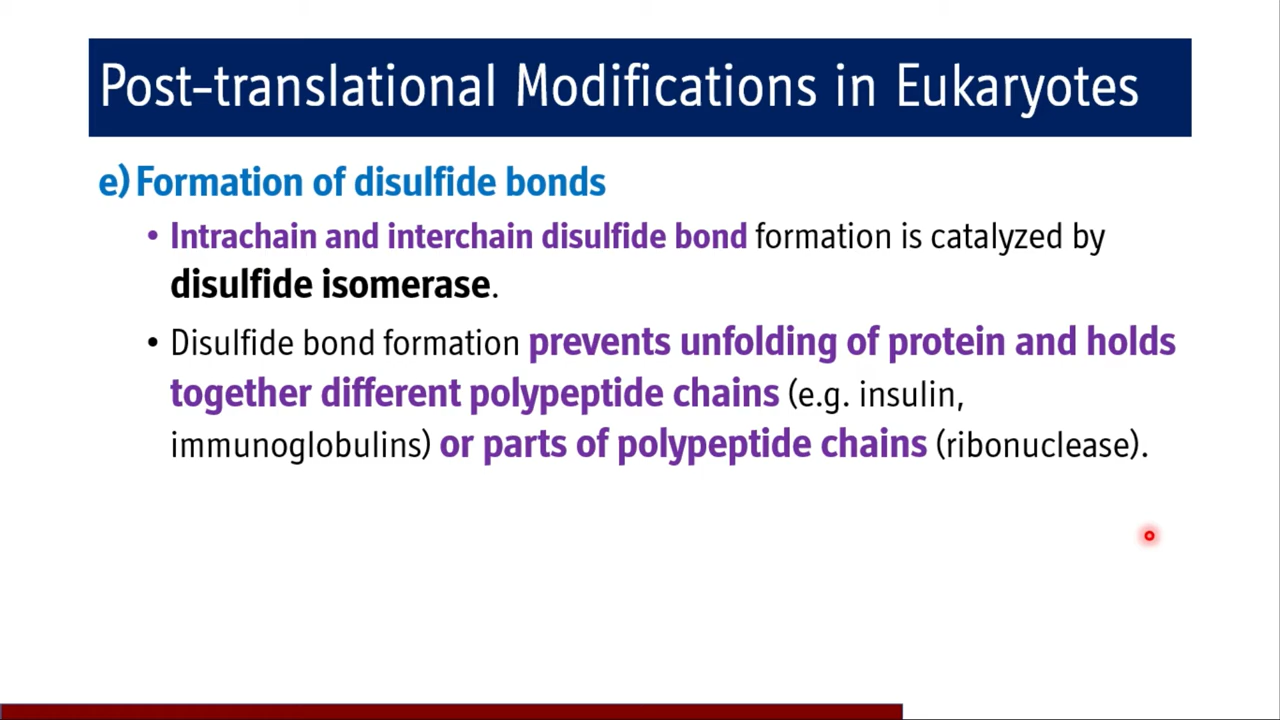 Post-translational Modifications in Eukaryotes
e) Formation of disulfide bonds
• Intrachain and interchain disulfide bond formation is catalyzed by
disulfide isomerase.
• Disulfide bond formation prevents unfolding of protein and holds
together different polypeptide chains (e.g. insulin,
immunoglobulins) or parts of polypeptide chains (ribonuclease).